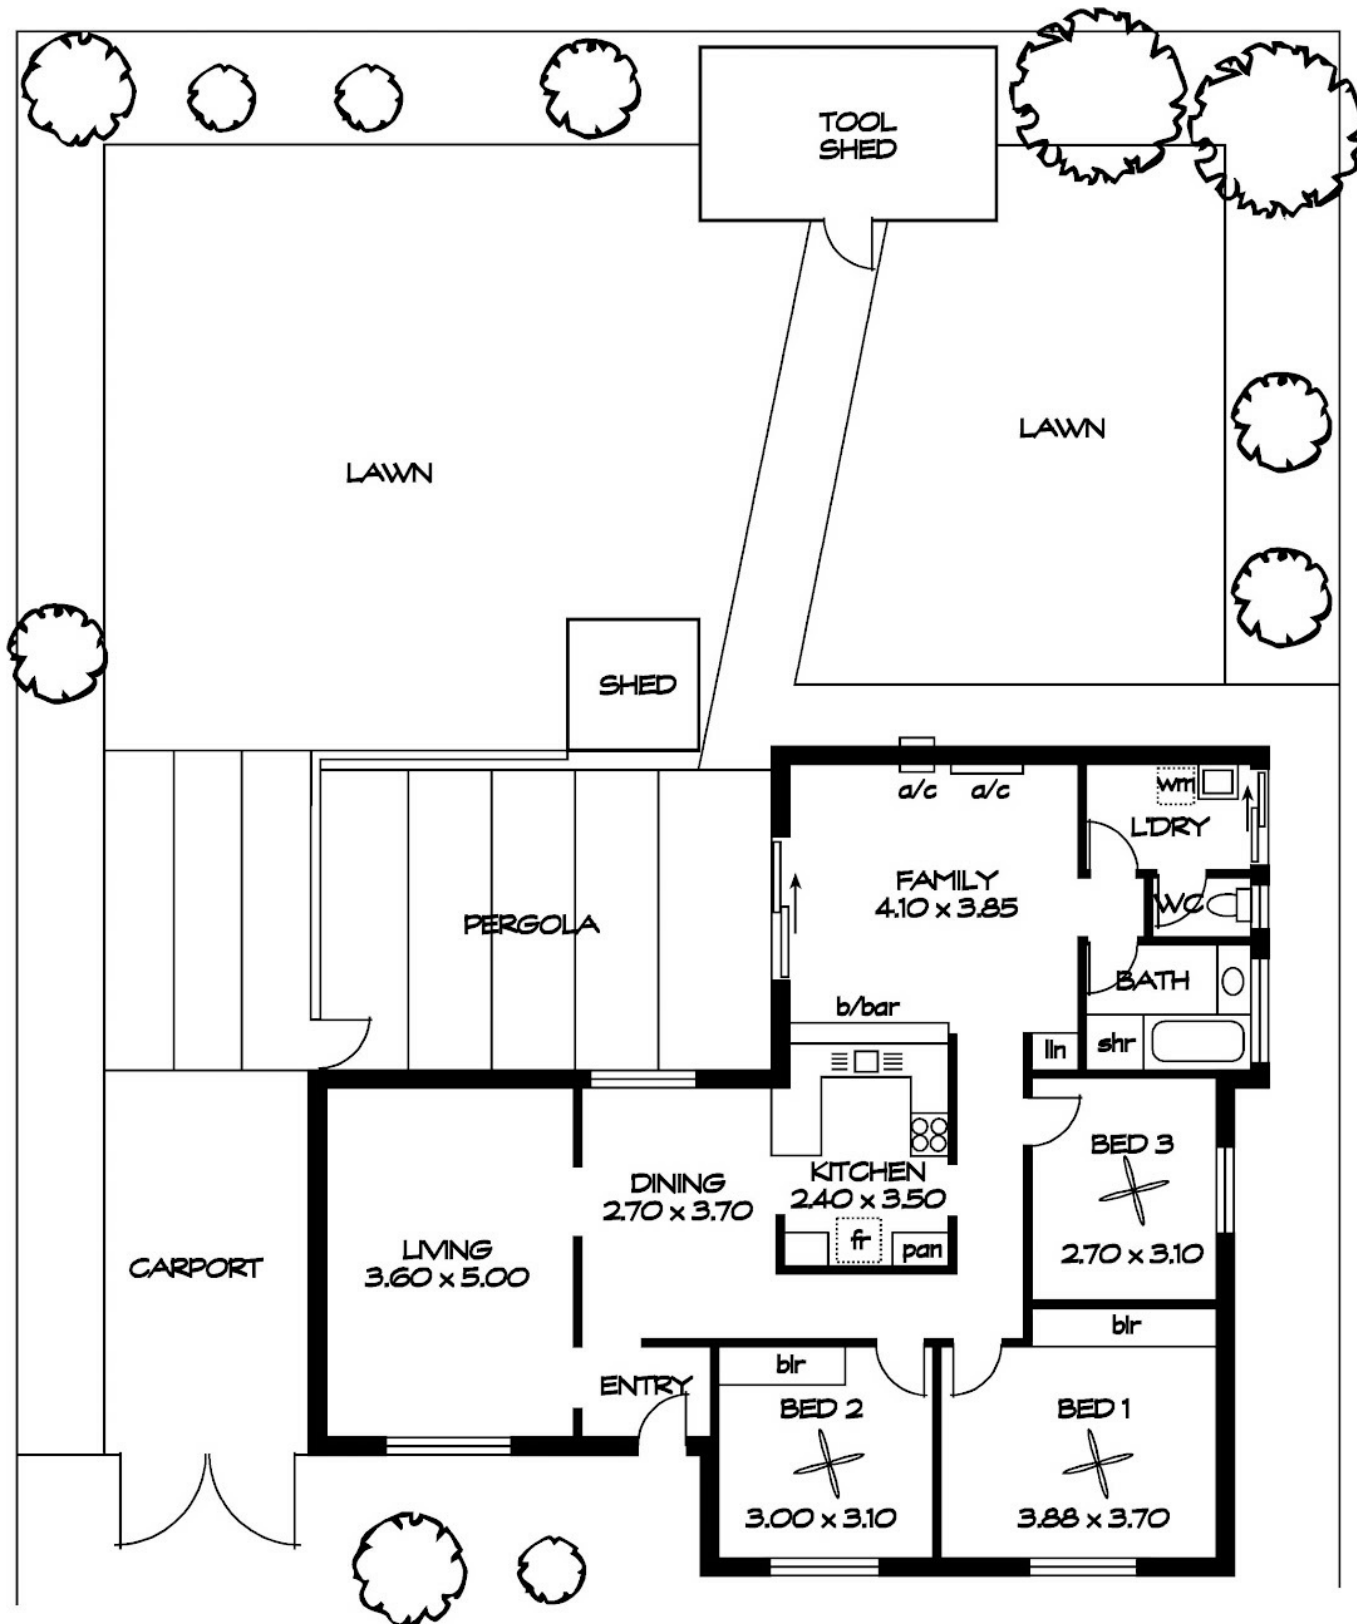 TOOL
SHED
LAWN
LAWN
SHED
wm
a/c
a/c
L'DRY
FAMILY
4.10 x 3.85
WC
PERGOLA
BATH
b/bar
lin
shr
BED 3
KITCHEN
2.40 x 3.50
DINING
2.70 x 3.70
fr
pan
LIVING
3.60 x 5.00
2.70 x 3.10
CARPORT
blr
blr
ENTRY
BED 2
BED 1
3.00 x 3.10
3.88 x 3.70